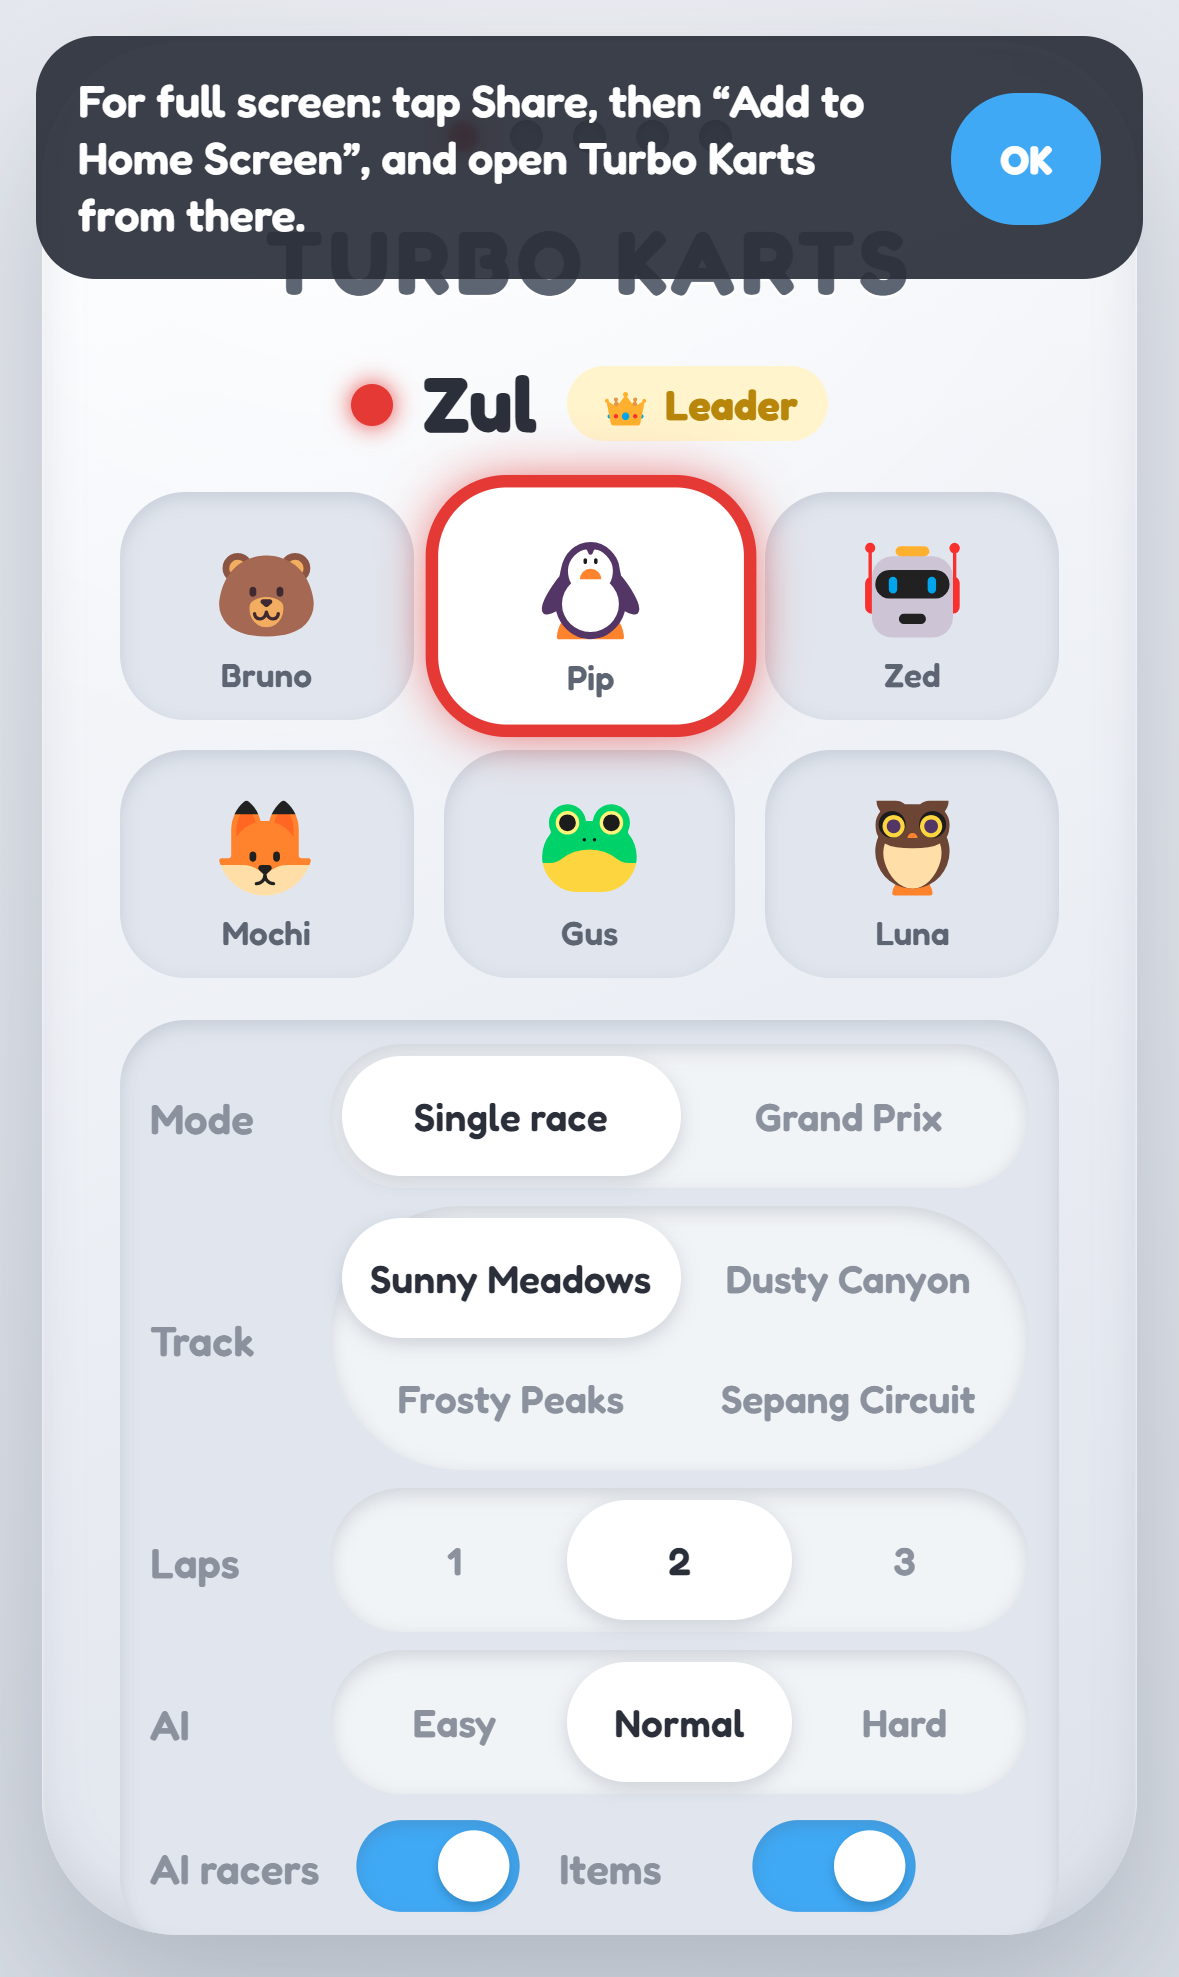 For full screen: tap Share, then “Add to
Home Screen”, and open Turbo Karts
from there.
OK
TURBO KARTS
Zul
Leader
Bruno
Pip
Zed
Mochi
Gus
Luna
Mode
Single race
Grand Prix
Track
Sunny Meadows
Dusty Canyon
Frosty Peaks
Sepang Circuit
Laps
1
2
3
AI
Easy
Normal
Hard
AI racers
Items